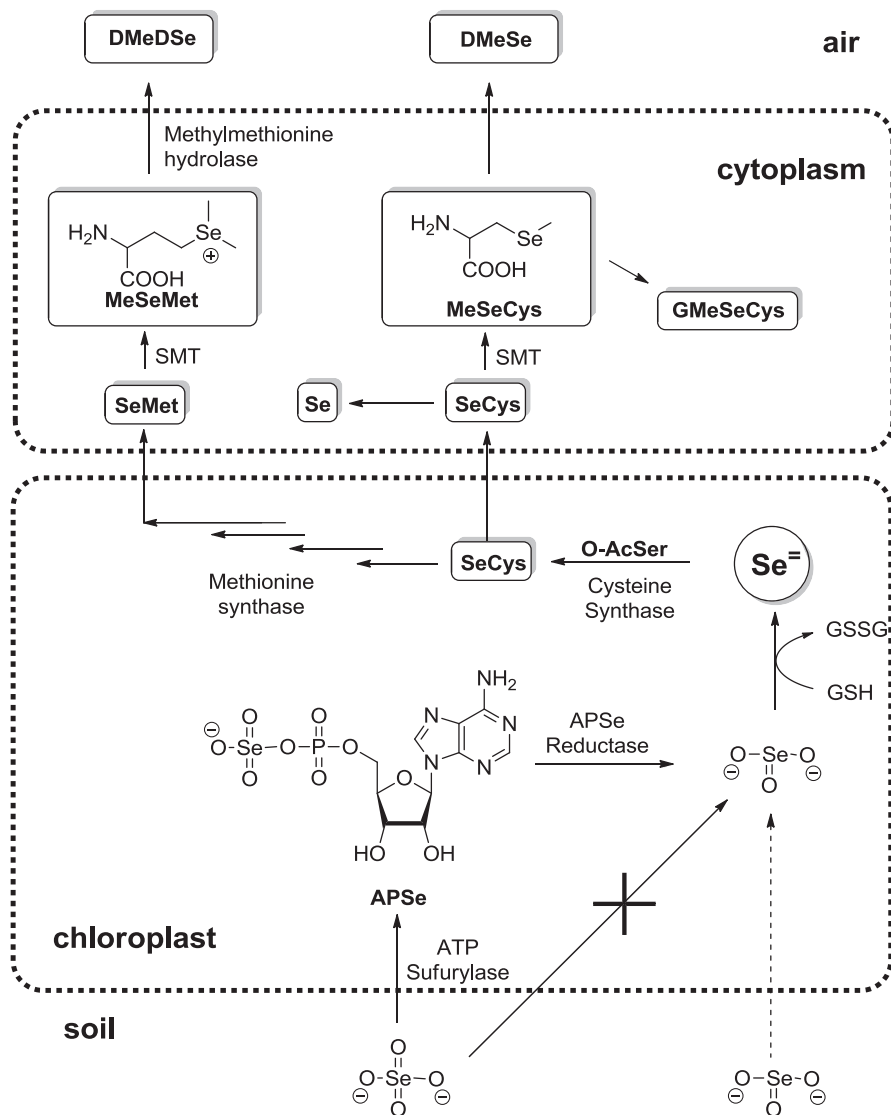 DMeDSe
DMeSe
air
Methylmethionine
hydrolase
cytoplasm
H₂N
Se
⊕
COOH
MeSeMet
H₂N
Se
COOH
MeSeCys
GMeSeCys
SMT
SMT
SeMet
Se
SeCys
Methionine
synthase
SeCys
O-AcSer
Cysteine
Synthase
Se⁼
GSSG
GSH
NH₂
N
N
N
N
O
⊖
O-Se-O-P-O
O
O
O
HO
OH
APSe
APSe
Reductase
O-Se-O
⊖
O
⊖
chloroplast
ATP
Sufurylase
soil
O
O-Se-O
⊖
O
⊖
O-Se-O
⊖
O
⊖